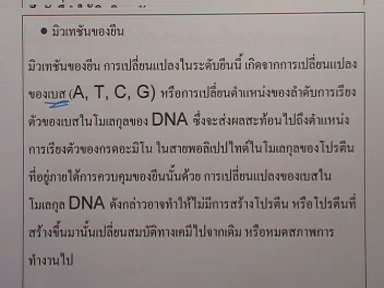 • มิวเทชันของยีน
มิวเทชันของยีน การเปลี่ยนแปลงในระดับยีนนี้ เกิดจากการเปลี่ยนแปลง
ของเบส (A, T, C, G) หรือการเปลี่ยนตำแหน่งของลำดับการเรียง
ตัวของเบสในโมเลกุลของ DNA ซึ่งจะส่งผลสะท้อนไปถึงตำแหน่ง
การเรียงตัวของกรดอะมิโน ในสายพอลิเปปไทด์ในโมเลกุลของโปรตีน
ที่อยู่ภายใต้การควบคุมของยีนนั้นด้วย การเปลี่ยนแปลงของเบสใน
โมเลกุล DNA ดังกล่าวอาจทำให้ไม่มีการสร้างโปรตีน หรือโปรตีนที่
สร้างขึ้นมานั้นเปลี่ยนสมบัติทางเคมีไปจากเดิม หรือหมดสภาพการ
ทำงานไป